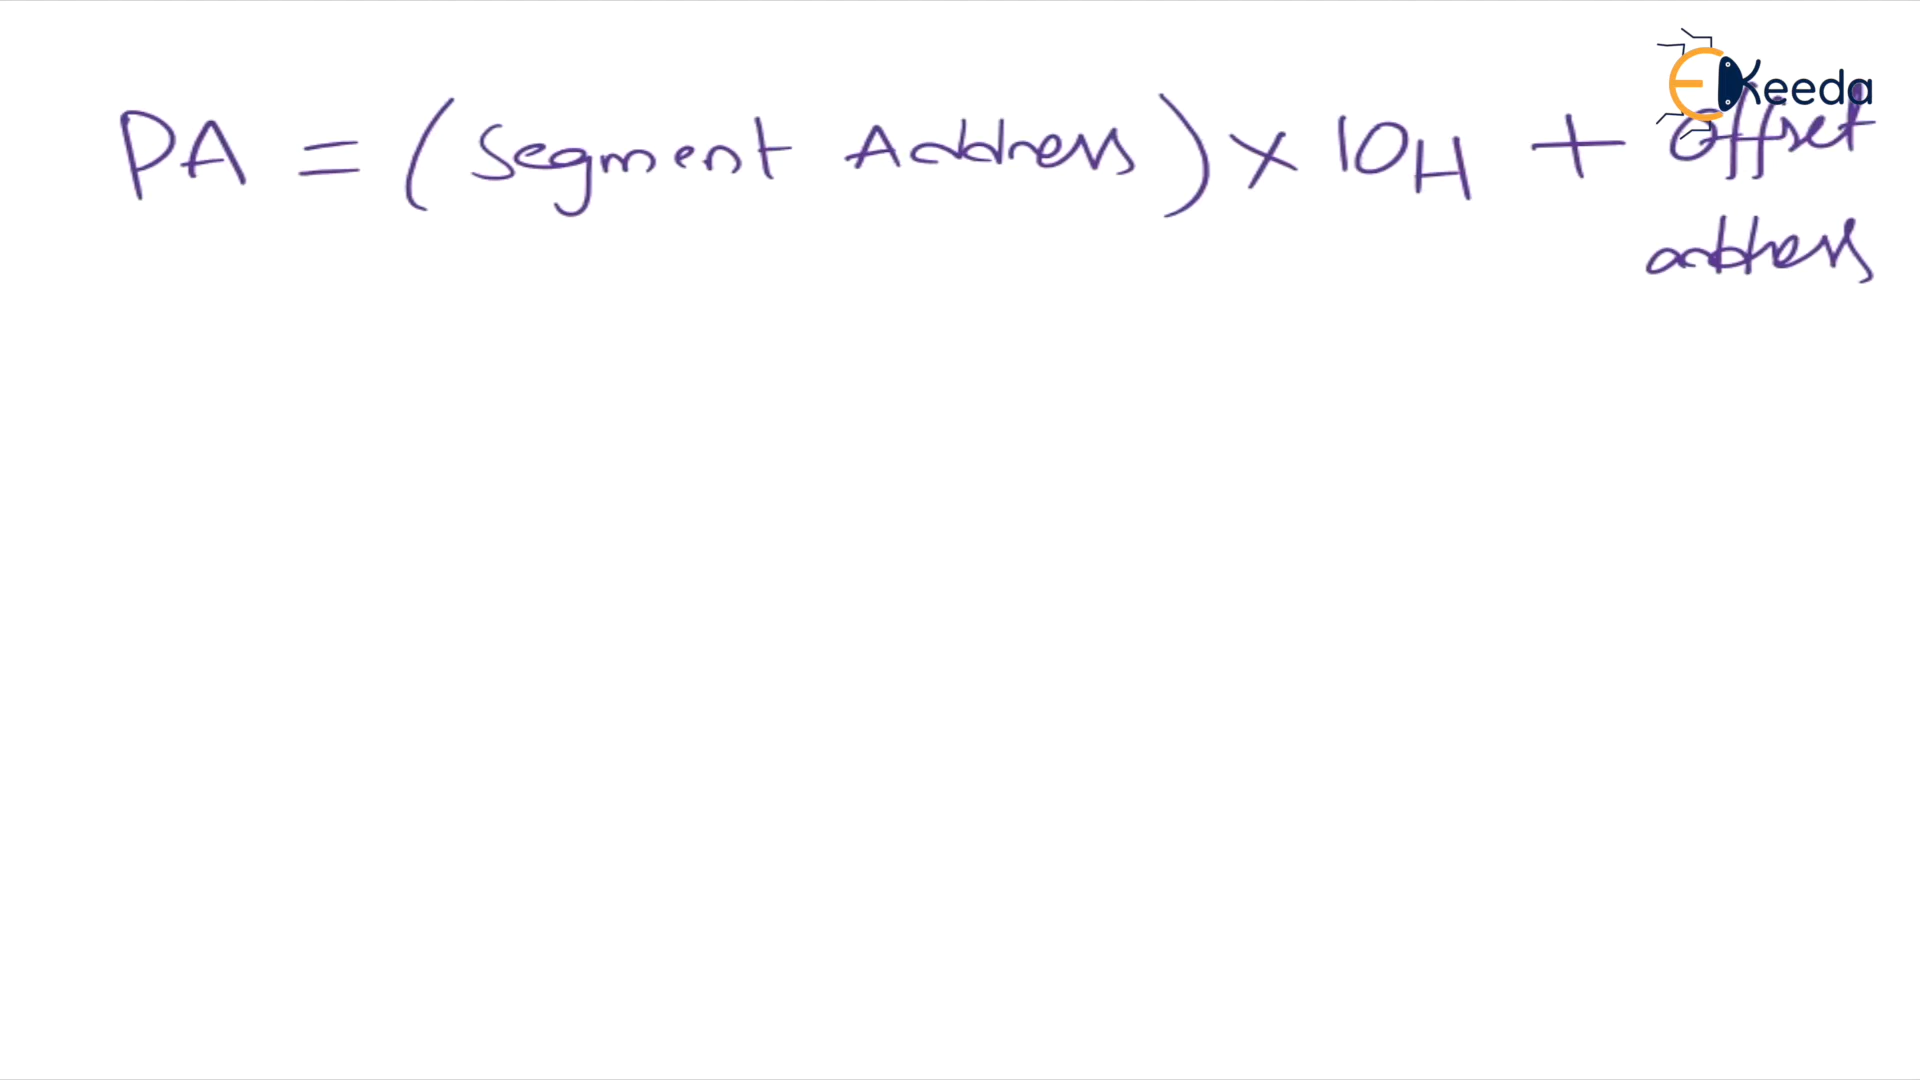 EKeeda
PA = (Segment Address) × 10H + offset
address